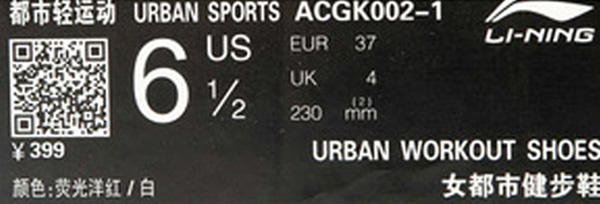 都市轻运动 URBAN SPORTS ACGK002-1
LI-NING
6 1/2 US
EUR 37
UK 4
230 (2) mm
¥399
URBAN WORKOUT SHOES
颜色:荧光洋红/白
女都市健步鞋